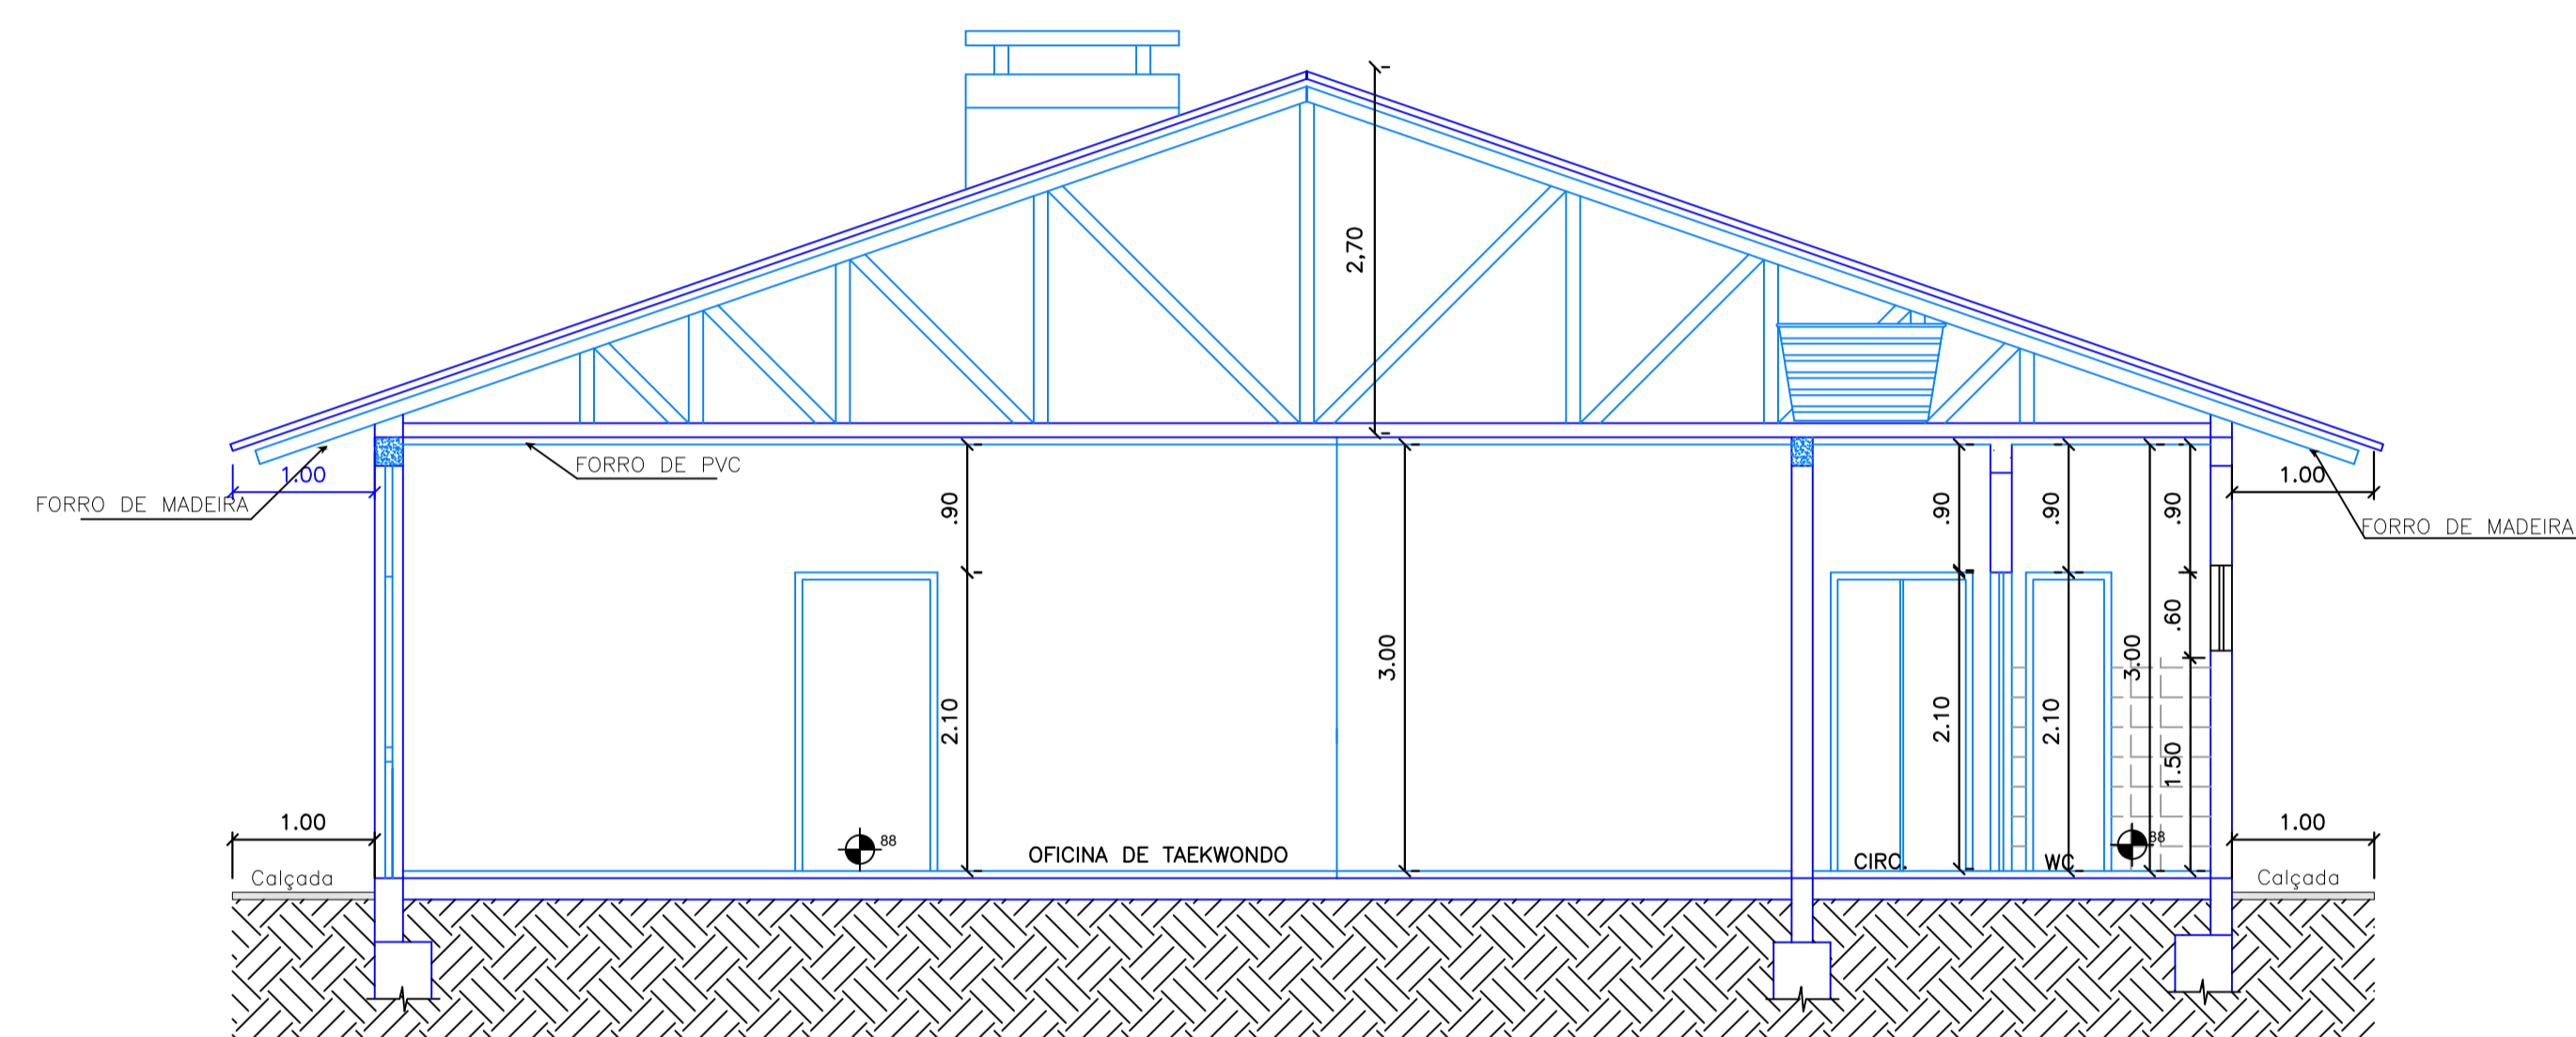 2,70
FORRO DE PVC
1.00
FORRO DE MADEIRA
1.00
FORRO DE MADEIRA
.90
.90
.90
.90
3.00
.60
3.00
2.10
2.10
2.10
1.50
1.00
1.00
88
88
OFICINA DE TAEKWONDO
CIRC.
WC
Calçada
Calçada